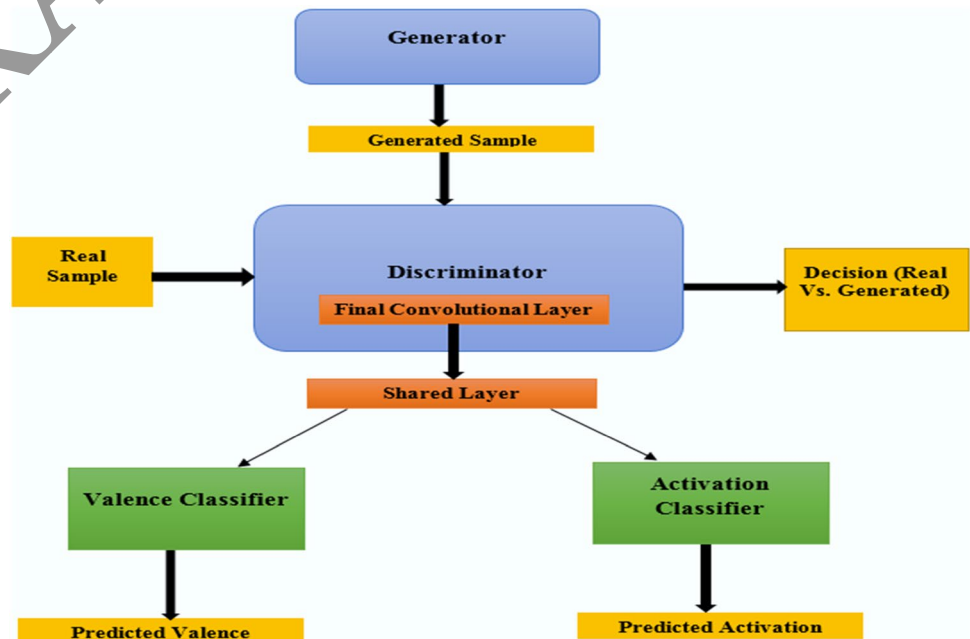 Generator
Generated Sample
Real
Sample
Discriminator
Final Convolutional Layer
Decision (Real
Vs. Generated)
Shared Layer
Valence Classifier
Activation
Classifier
Predicted Valence
Predicted Activation